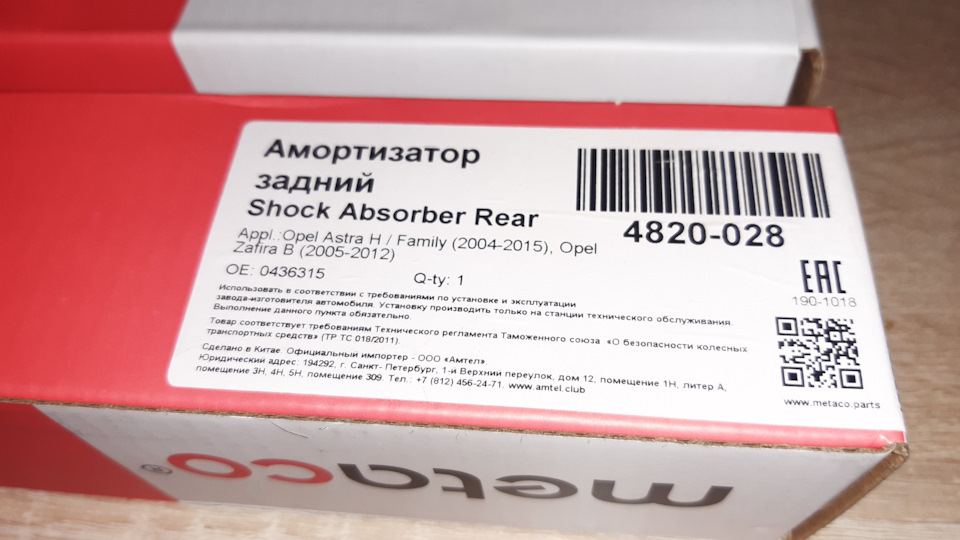 Амортизатор
задний
Shock Absorber Rear
Appl.:Opel Astra H / Family (2004-2015), Opel
Zafira B (2005-2012)
OE: 0436315 Q-ty: 1
Использовать в соответствии с требованиями по установке и эксплуатации
завода-изготовителя автомобиля. Установку производить только на станции технического обслуживания.
Выполнение данного пункта обязательно.
Товар соответствует требованиям Технического регламента Таможенного союза «О безопасности колесных
транспортных средств» (ТР ТС 018/2011).
Сделано в Китае. Официальный импортер - ООО «Амтел».
Юридический адрес: 194292, г. Санкт- Петербург, 1-й Верхний переулок, дом 12, помещение 1Н, литер А,
помещение 3Н, 4Н, 5Н, помещение 309. Тел.: +7 (812) 456-24-71. www.amtel.club
4820-028
EAC
190-1018
www.metaco.parts
metaco®